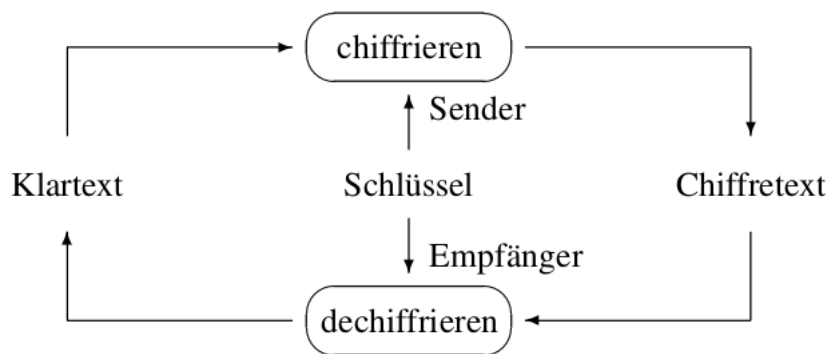 chiffrieren
Sender
Klartext Schlüssel Chiffretext
Empfänger
dechiffrieren